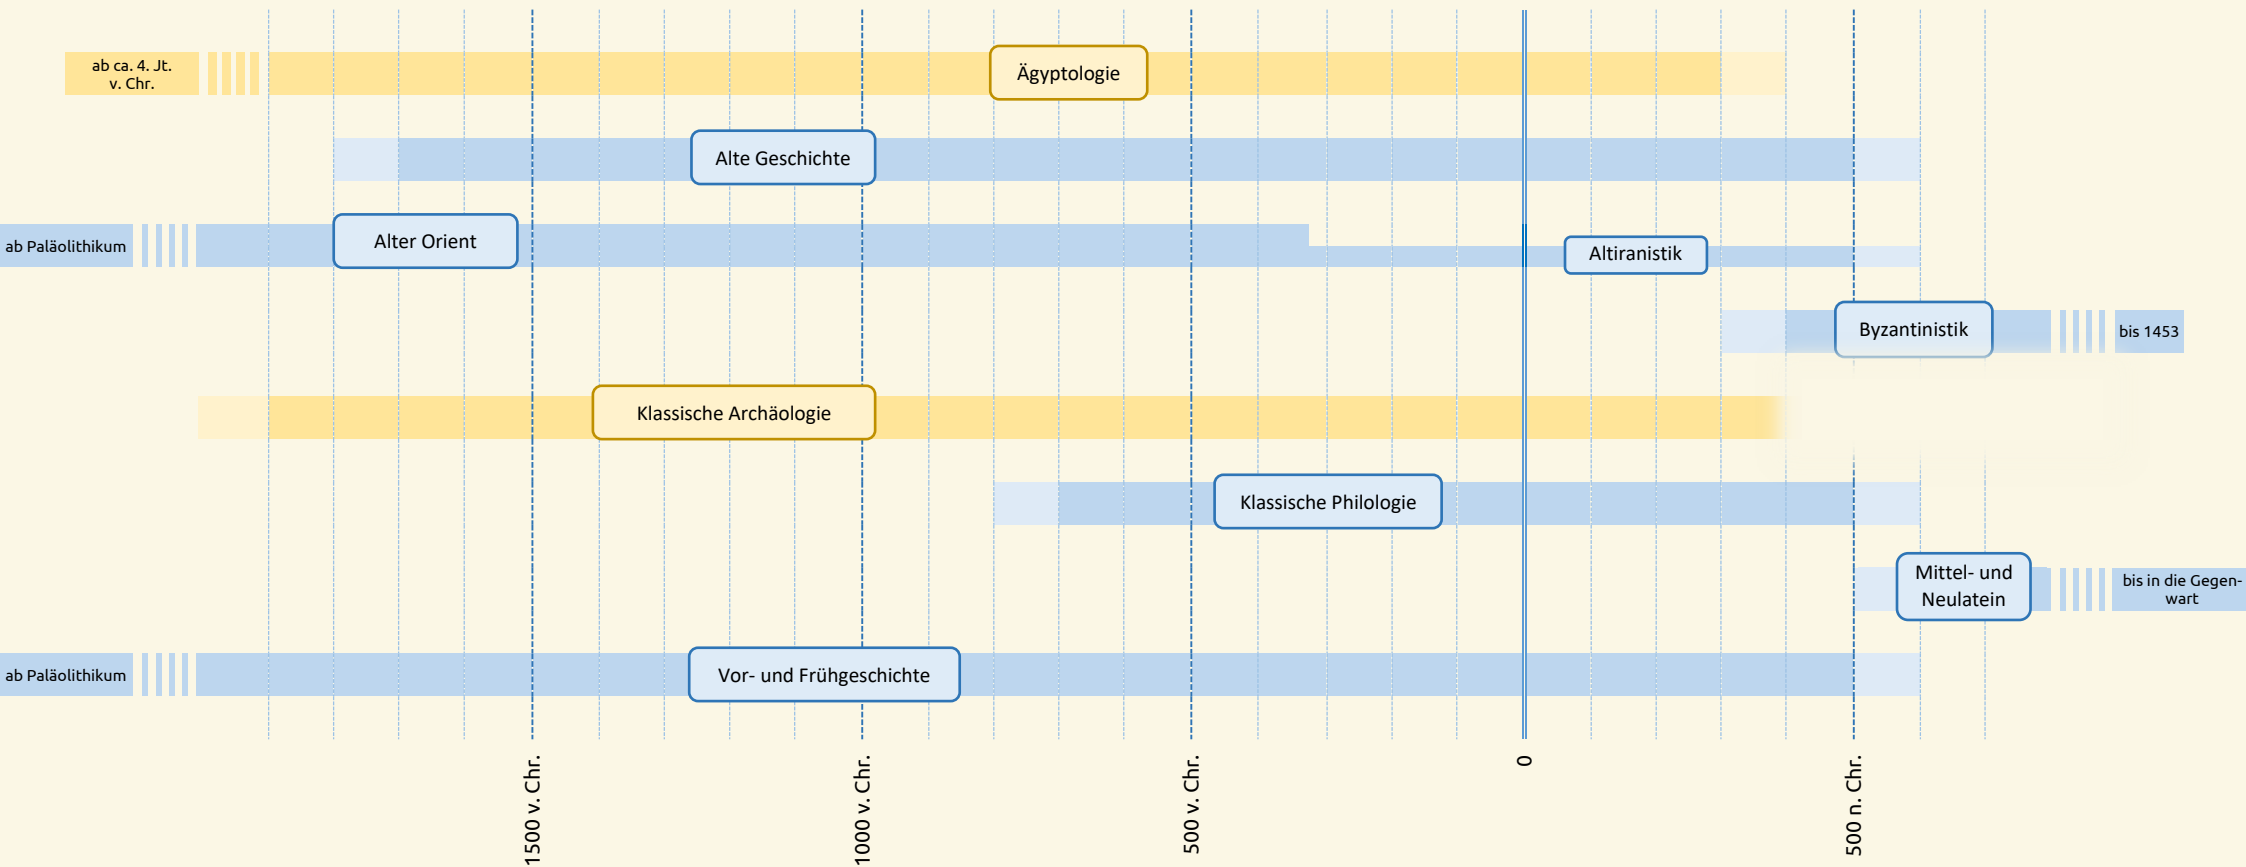 ab ca. 4. Jt.
v. Chr.
Ägyptologie
Alte Geschichte
ab Paläolithikum
Alter Orient
Altiranistik
Byzantinistik
bis 1453
Klassische Archäologie
Klassische Philologie
Mittel- und
Neulatein
bis in die Gegen-
wart
ab Paläolithikum
Vor- und Frühgeschichte
1500 v. Chr.
1000 v. Chr.
500 v. Chr.
0
500 n. Chr.